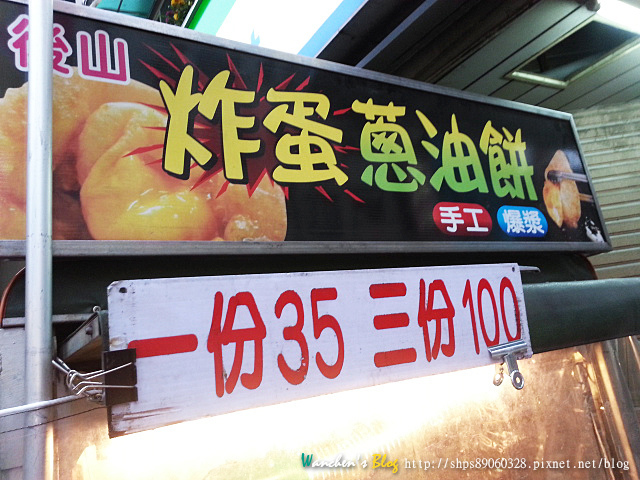 後山
炸蛋蔥油餅
手工 爆漿
一份35 三份100
Wanchen's Blog http://shps89060328.pixnet.net/blog